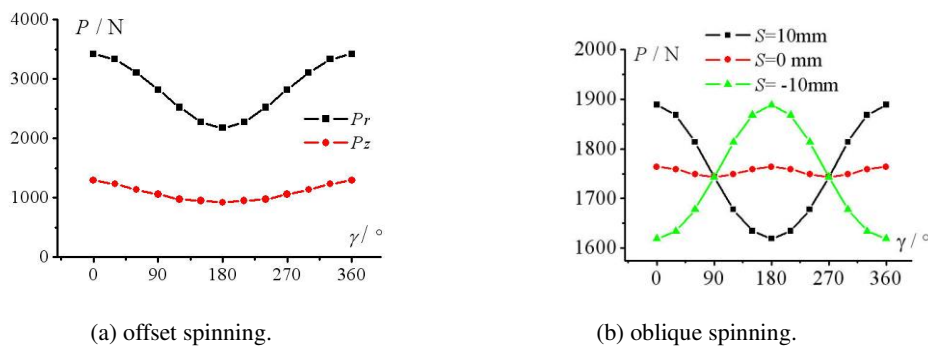 P / N
4000
3000
2000
1000
0
Pr
Pz
γ / °
0 90 180 270 360
(a) offset spinning.
S=10mm
S=0 mm
S= -10mm
P / N
2000
1900
1800
1700
1600
γ / °
0 90 180 270 360
(b) oblique spinning.